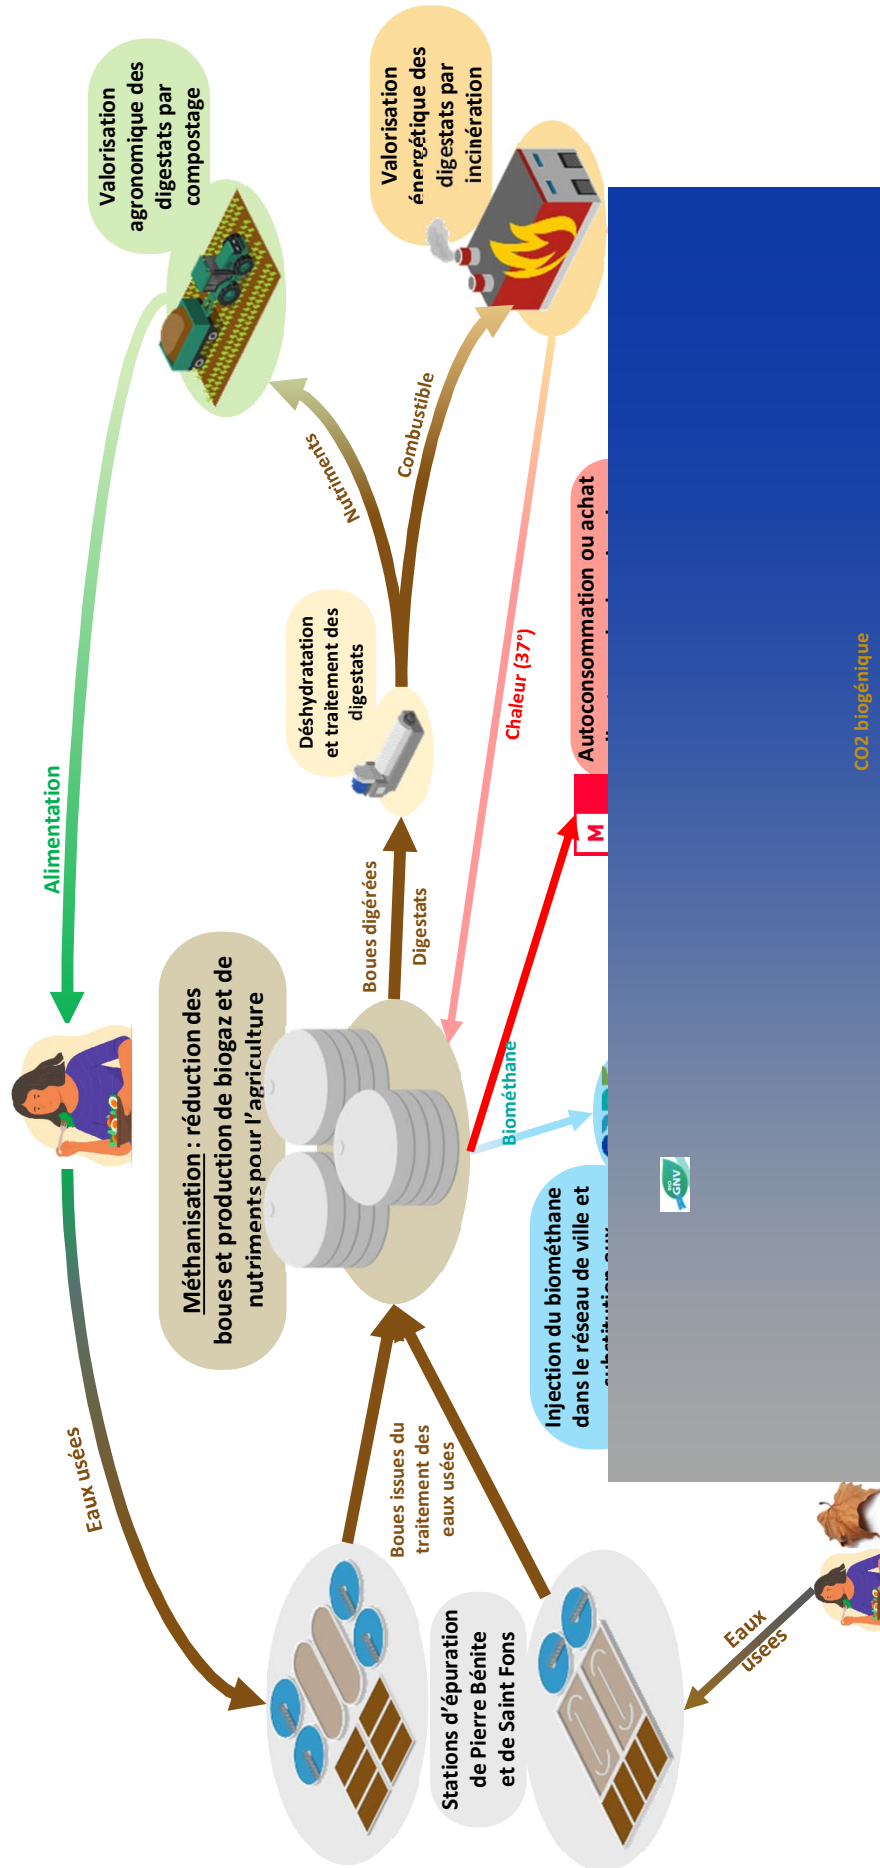 Alimentation
Eaux usées
Valorisation
agronomique des
digestats par
compostage
Nutriments
Méthanisation : réduction des
boues et production de biogaz et de
nutriments pour l'agriculture
Déshydratation
et traitement des
digestats
Boues digérées
Digestats
Combustible
Valorisation
énergétique des
digestats par
incinération
Chaleur (37°)
Boues issues du
traitement des
eaux usées
Stations d'épuration
de Pierre Bénite
et de Saint Fons
Biométhane
Injection du biométhane
dans le réseau de ville et
M
Autoconsommation ou achat
BIO
GNV
CO2 biogénique
Eaux
usées